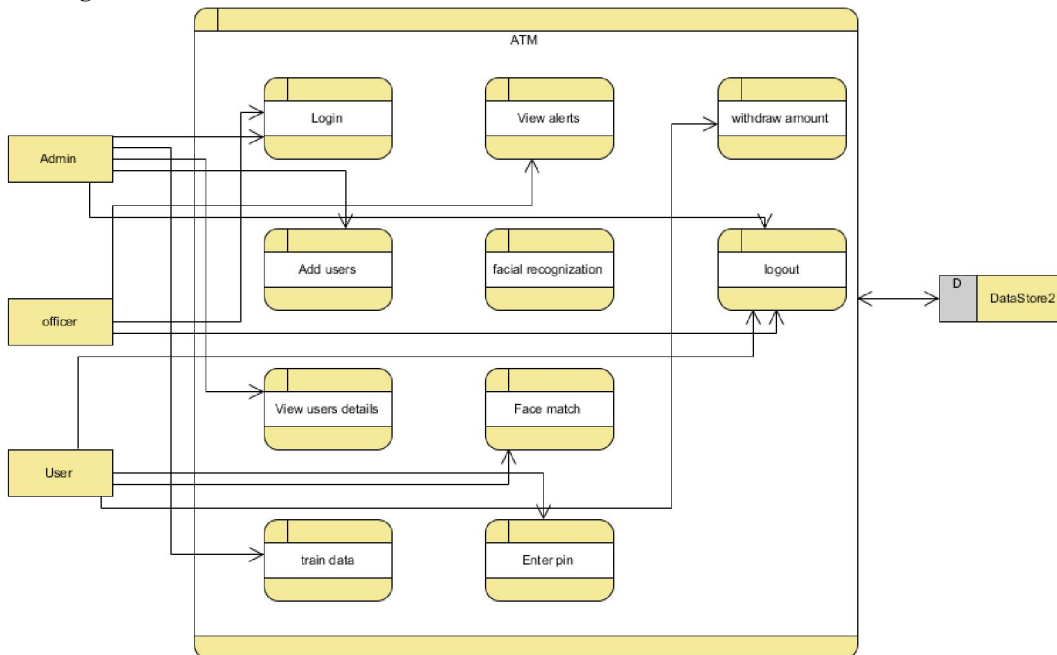 ATM
Login
View alerts
withdraw amount
Admin
Add users
facial recognization
logout
D
DataStore2
officer
View users details
Face match
User
train data
Enter pin